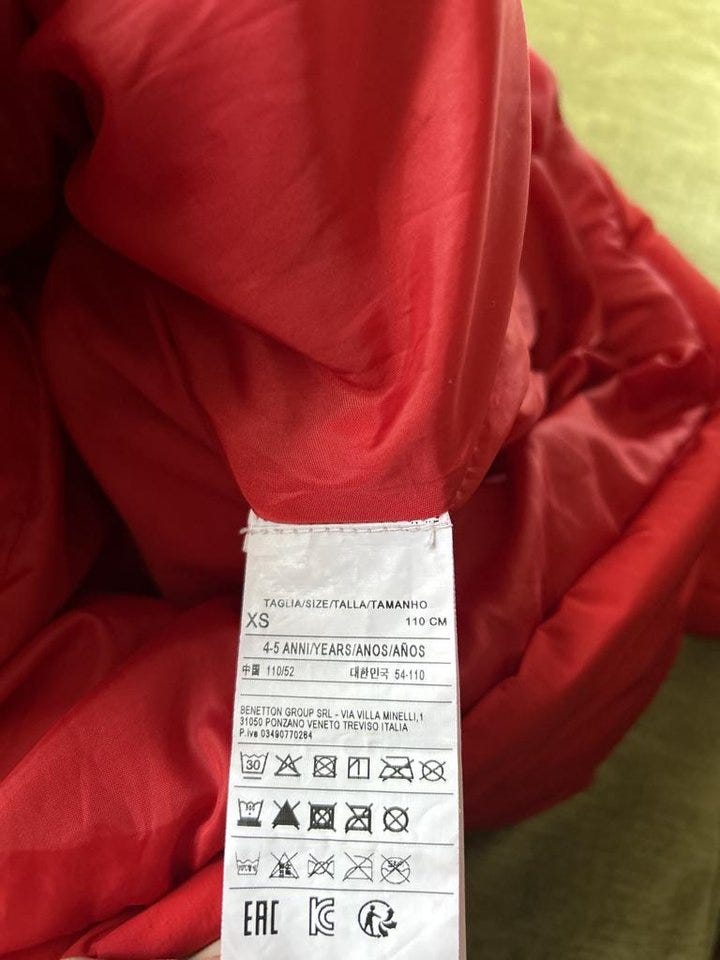 TAGLIA/SIZE/TALLA/TAMANHO
XS 110 CM
4-5 ANNI/YEARS/ANOS/AÑOS
中国 110/52 대한민국 54-110
BENETTON GROUP SRL - VIA VILLA MINELLI,1
31050 PONZANO VENETO TREVISO ITALIA
P.iva 03490770264
30
EAC KC